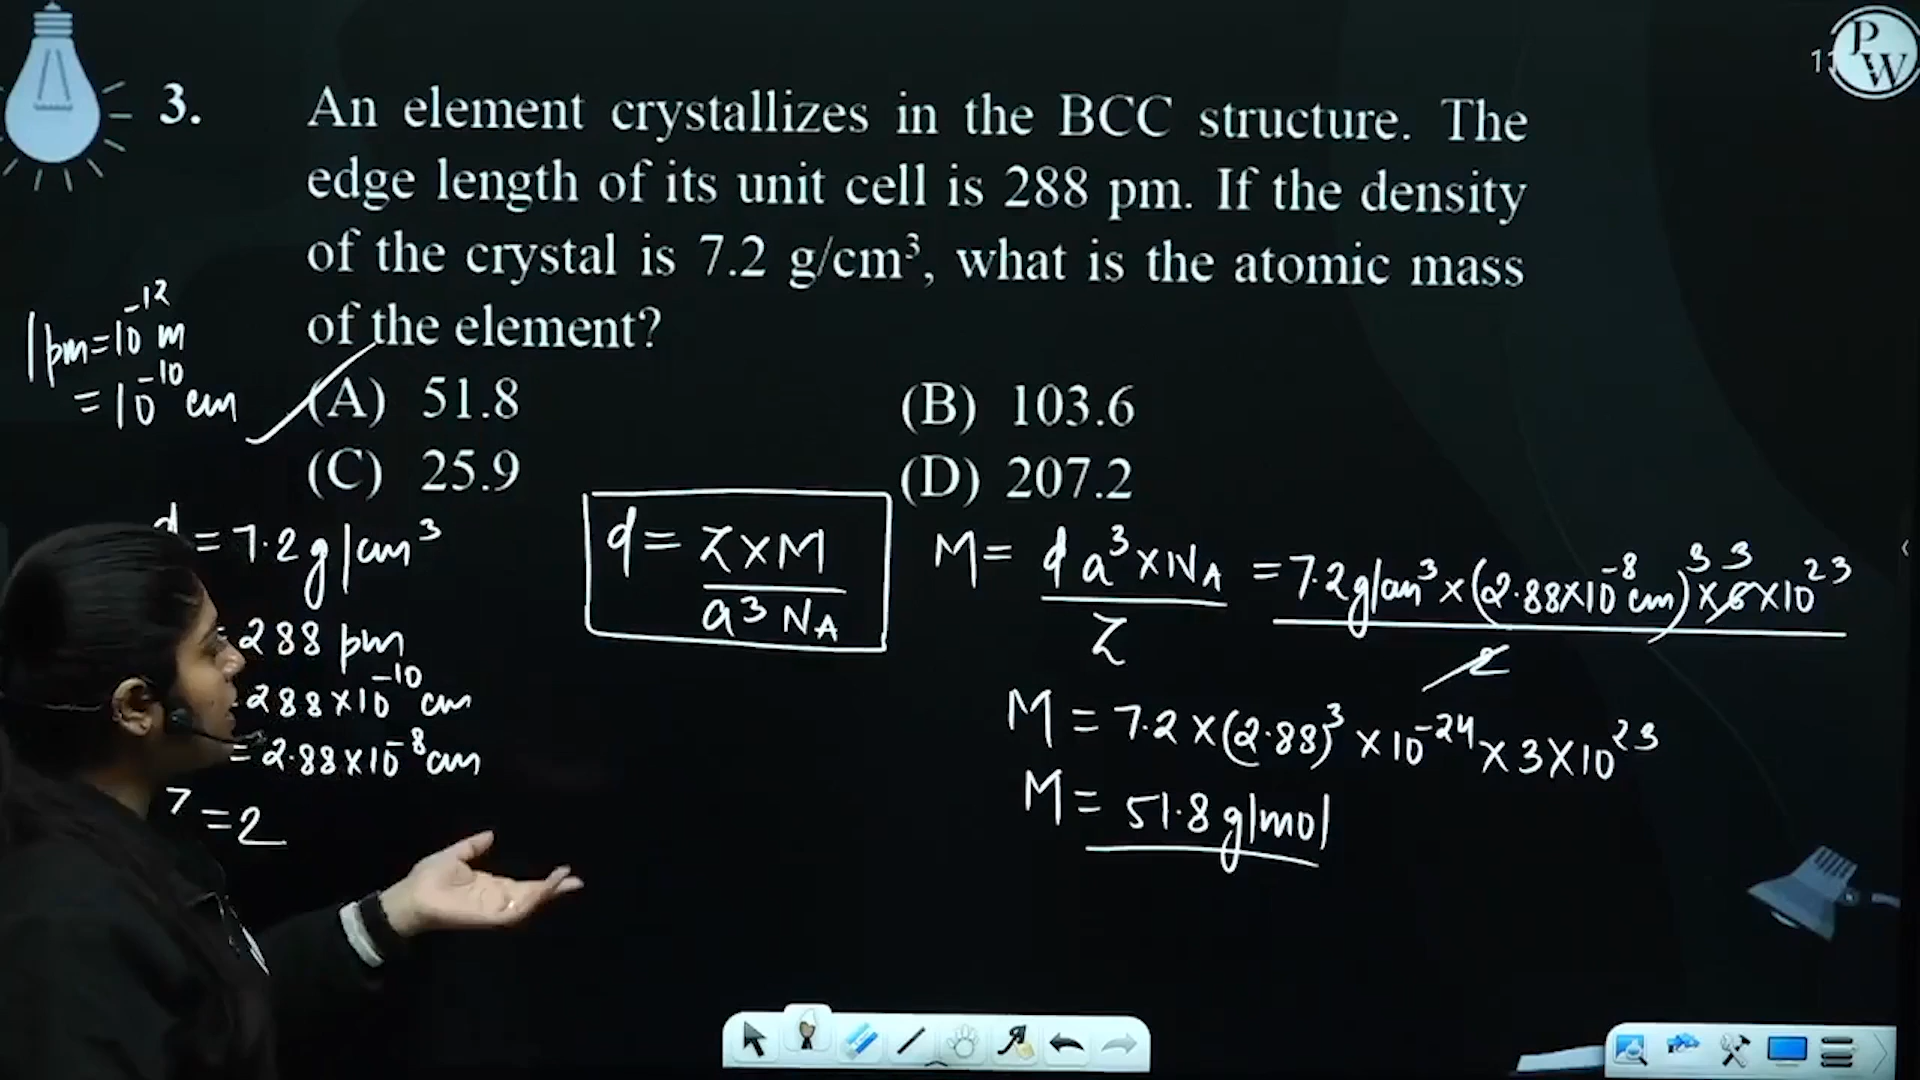 PW
3. An element crystallizes in the BCC structure. The
edge length of its unit cell is 288 pm. If the density
of the crystal is 7.2 g/cm³, what is the atomic mass
of the element?
1pm = 10⁻¹² m
= 10⁻¹⁰ cm
(A) 51.8
(B) 103.6
(C) 25.9
(D) 207.2
d = 7.2 g/cm³
288 pm
288×10⁻¹⁰ cm
= 2.88×10⁻⁸ cm
= 2
d = Z×M / a³ N_A
M = d a³ × N_A / Z = 7.2 g/cm³ × (2.88×10⁻⁸ cm)³ × 6 × 10²³ / 2
3
M = 7.2 × (2.88)³ × 10⁻²⁴ × 3 × 10²³
M = 51.8 g/mol